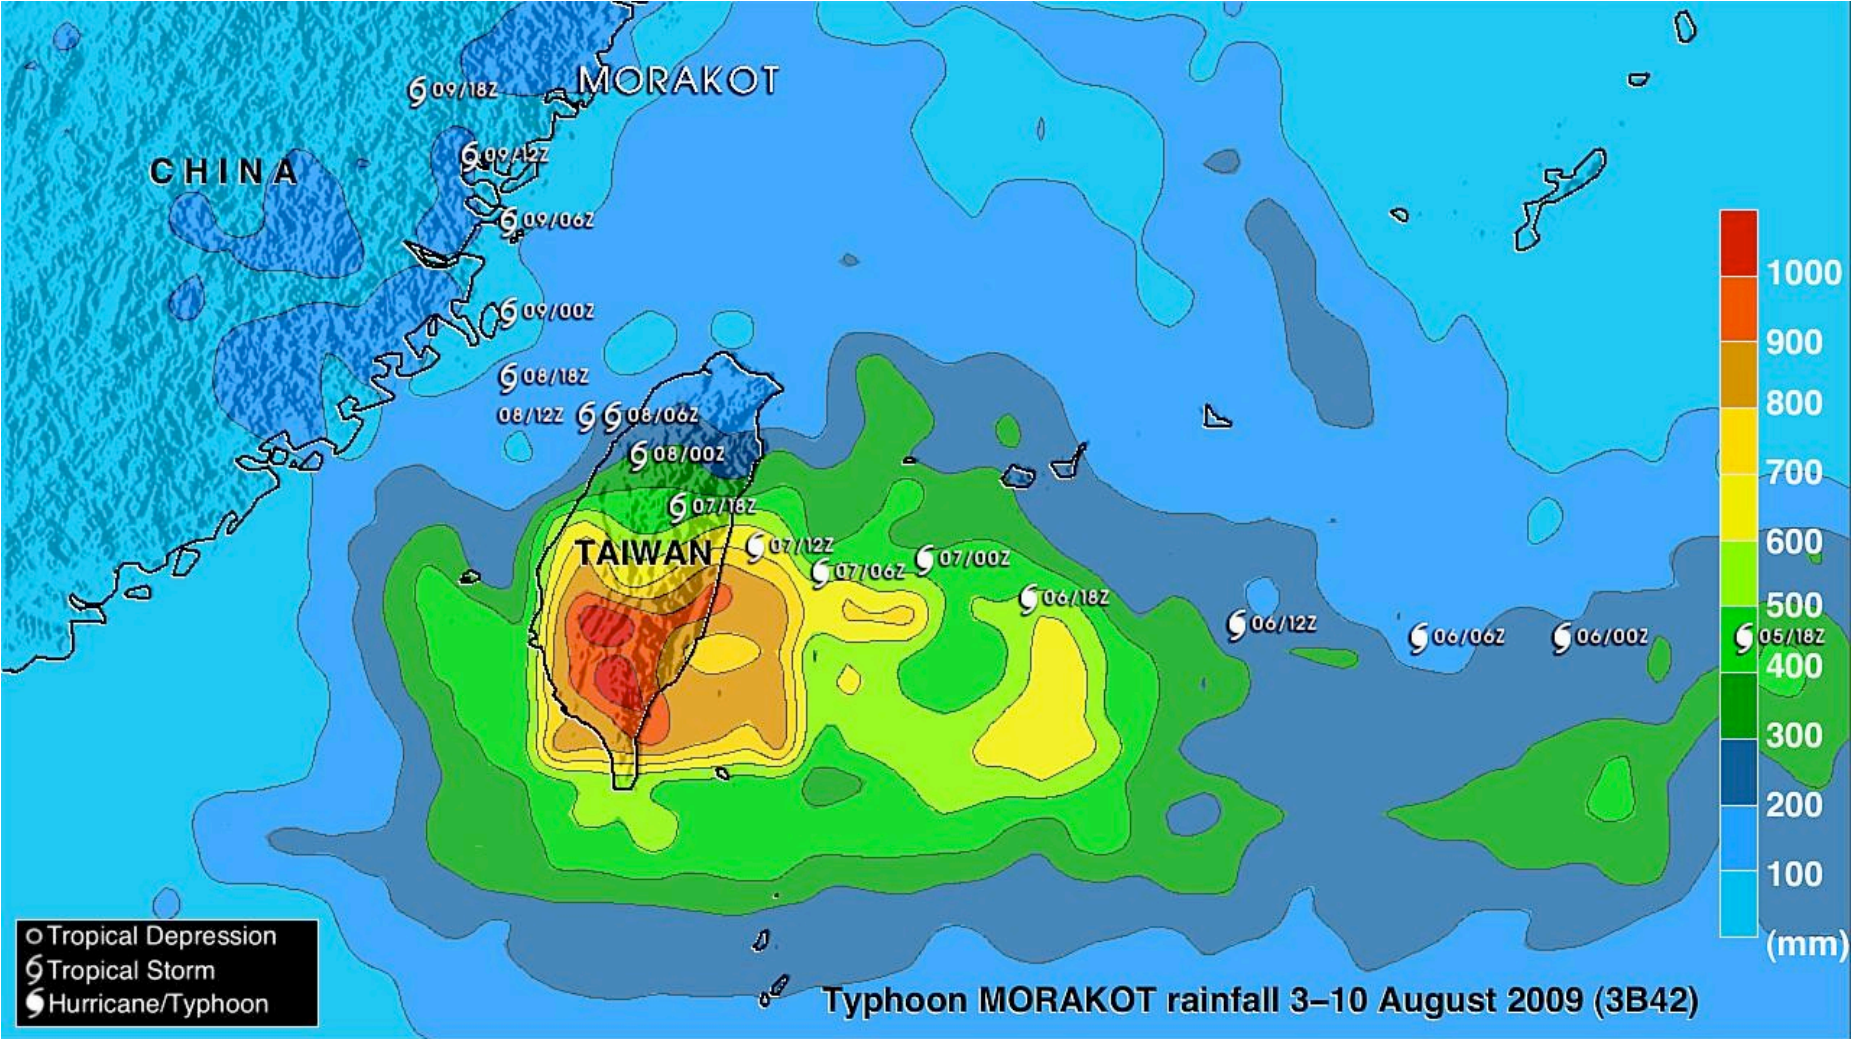 MORAKOT
09/18Z
09/12Z
CHINA
09/06Z
1000
09/00Z
900
08/18Z
800
08/12Z
08/06Z
08/00Z
700
07/18Z
600
TAIWAN
07/12Z
07/06Z
07/00Z
06/18Z
500
06/12Z
06/06Z
06/00Z
05/18Z
400
300
200
100
(mm)
Tropical Depression
Tropical Storm
Hurricane/Typhoon
Typhoon MORAKOT rainfall 3–10 August 2009 (3B42)